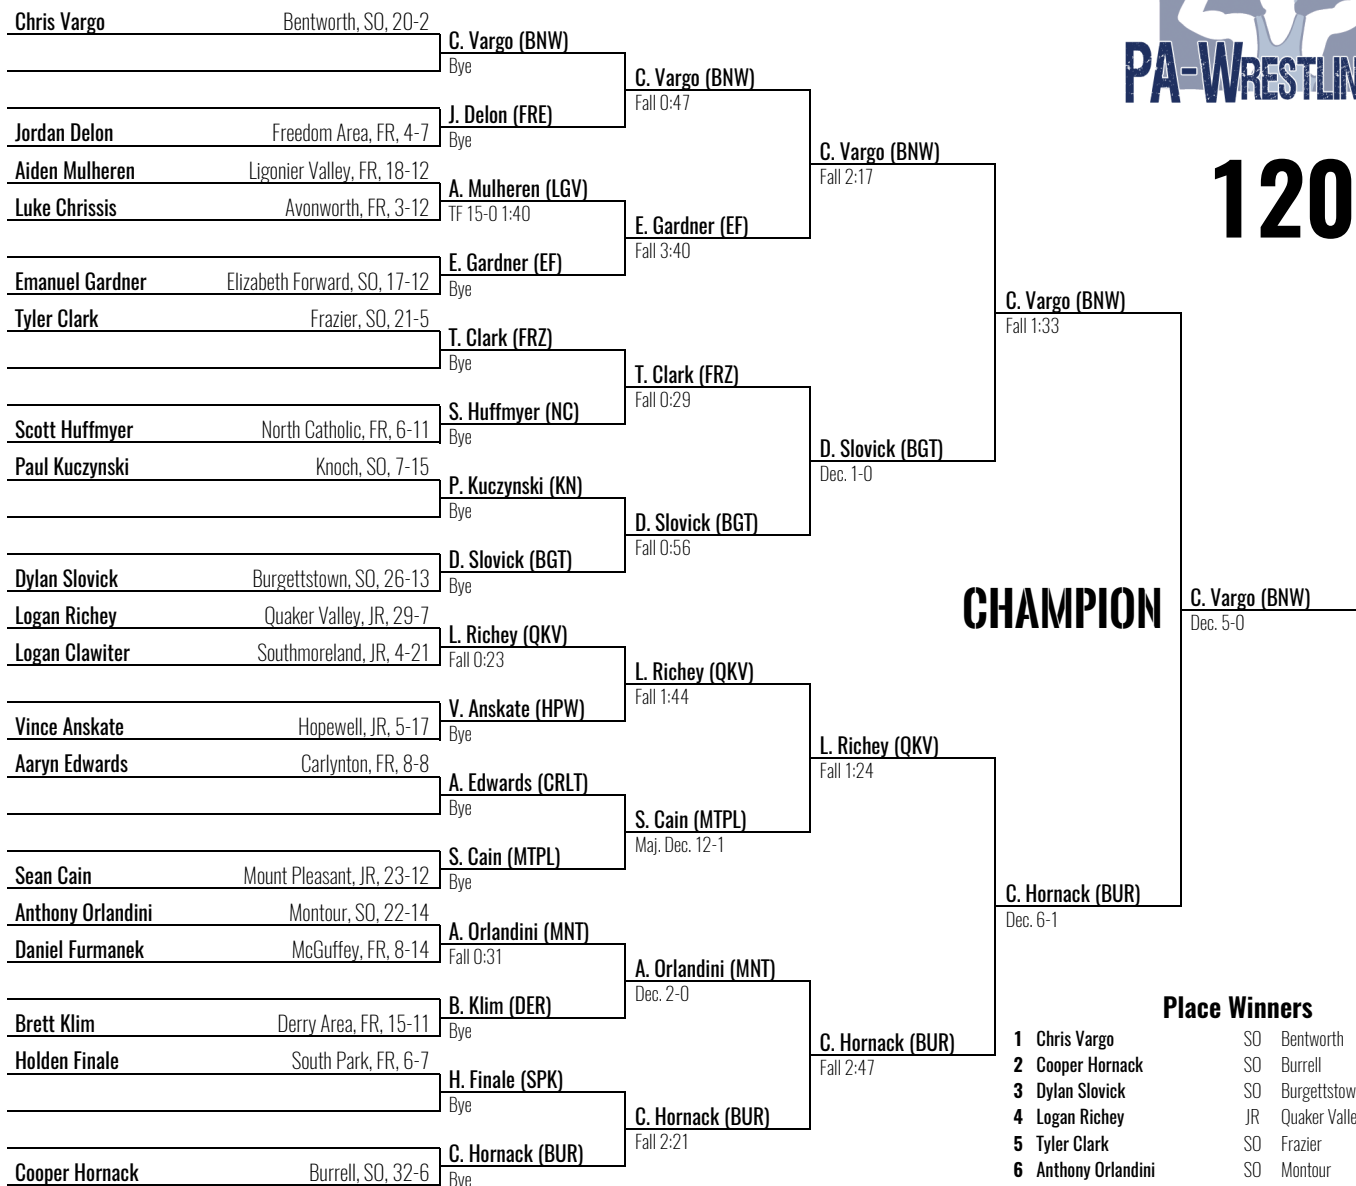 Chris Vargo Bentworth, SO, 20-2
C. Vargo (BNW)
Bye
C. Vargo (BNW)
Fall 0:47
PA-WRESTLIN
Jordan Delon Freedom Area, FR, 4-7
J. Delon (FRE)
Bye
C. Vargo (BNW)
Fall 2:17
120
Aiden Mulheren Ligonier Valley, FR, 18-12
Luke Chrissis Avonworth, FR, 3-12
A. Mulheren (LGV)
TF 15-0 1:40
E. Gardner (EF)
Fall 3:40
Emanuel Gardner Elizabeth Forward, SO, 17-12
E. Gardner (EF)
Bye
C. Vargo (BNW)
Fall 1:33
Tyler Clark Frazier, SO, 21-5
T. Clark (FRZ)
Bye
T. Clark (FRZ)
Fall 0:29
Scott Huffmyer North Catholic, FR, 6-11
S. Huffmyer (NC)
Bye
D. Slovick (BGT)
Dec. 1-0
Paul Kuczynski Knoch, SO, 7-15
P. Kuczynski (KN)
Bye
D. Slovick (BGT)
Fall 0:56
Dylan Slovick Burgettstown, SO, 26-13
D. Slovick (BGT)
Bye
CHAMPION
C. Vargo (BNW)
Dec. 5-0
Logan Richey Quaker Valley, JR, 29-7
Logan Clawiter Southmoreland, JR, 4-21
L. Richey (QKV)
Fall 0:23
L. Richey (QKV)
Fall 1:44
Vince Anskate Hopewell, JR, 5-17
V. Anskate (HPW)
Bye
L. Richey (QKV)
Fall 1:24
Aaryn Edwards Carlynton, FR, 8-8
A. Edwards (CRLT)
Bye
S. Cain (MTPL)
Maj. Dec. 12-1
Sean Cain Mount Pleasant, JR, 23-12
S. Cain (MTPL)
Bye
C. Hornack (BUR)
Dec. 6-1
Anthony Orlandini Montour, SO, 22-14
Daniel Furmanek McGuffey, FR, 8-14
A. Orlandini (MNT)
Fall 0:31
A. Orlandini (MNT)
Dec. 2-0
Brett Klim Derry Area, FR, 15-11
B. Klim (DER)
Bye
C. Hornack (BUR)
Fall 2:47
Holden Finale South Park, FR, 6-7
H. Finale (SPK)
Bye
C. Hornack (BUR)
Fall 2:21
Cooper Hornack Burrell, SO, 32-6
C. Hornack (BUR)
Bye
Place Winners
1 Chris Vargo SO Bentworth
2 Cooper Hornack SO Burrell
3 Dylan Slovick SO Burgettstow
4 Logan Richey JR Quaker Valle
5 Tyler Clark SO Frazier
6 Anthony Orlandini SO Montour